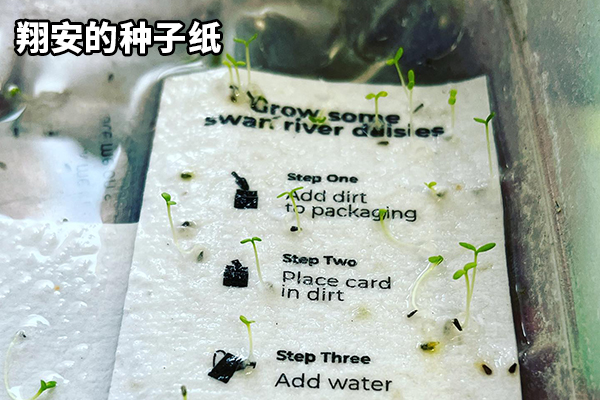 翔安的种子纸
Grow some
swan river daisies
Step One
Add dirt
to packaging
Step Two
Place card
in dirt
Step Three
Add water